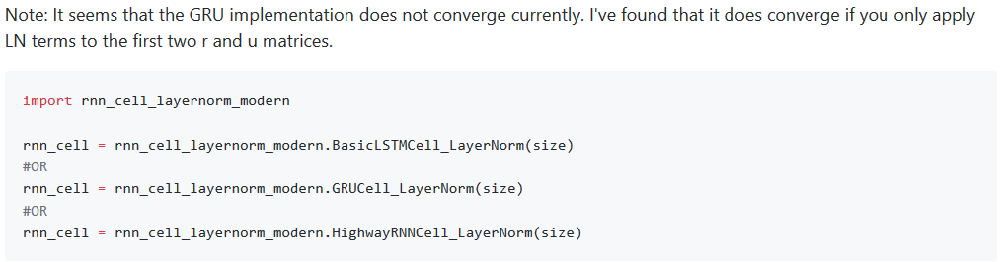 Note: It seems that the GRU implementation does not converge currently. I've found that it does converge if you only apply
LN terms to the first two r and u matrices.
import rnn_cell_layernorm_modern
rnn_cell = rnn_cell_layernorm_modern.BasicLSTMCell_LayerNorm(size)
#OR
rnn_cell = rnn_cell_layernorm_modern.GRUCell_LayerNorm(size)
#OR
rnn_cell = rnn_cell_layernorm_modern.HighwayRNNCell_LayerNorm(size)